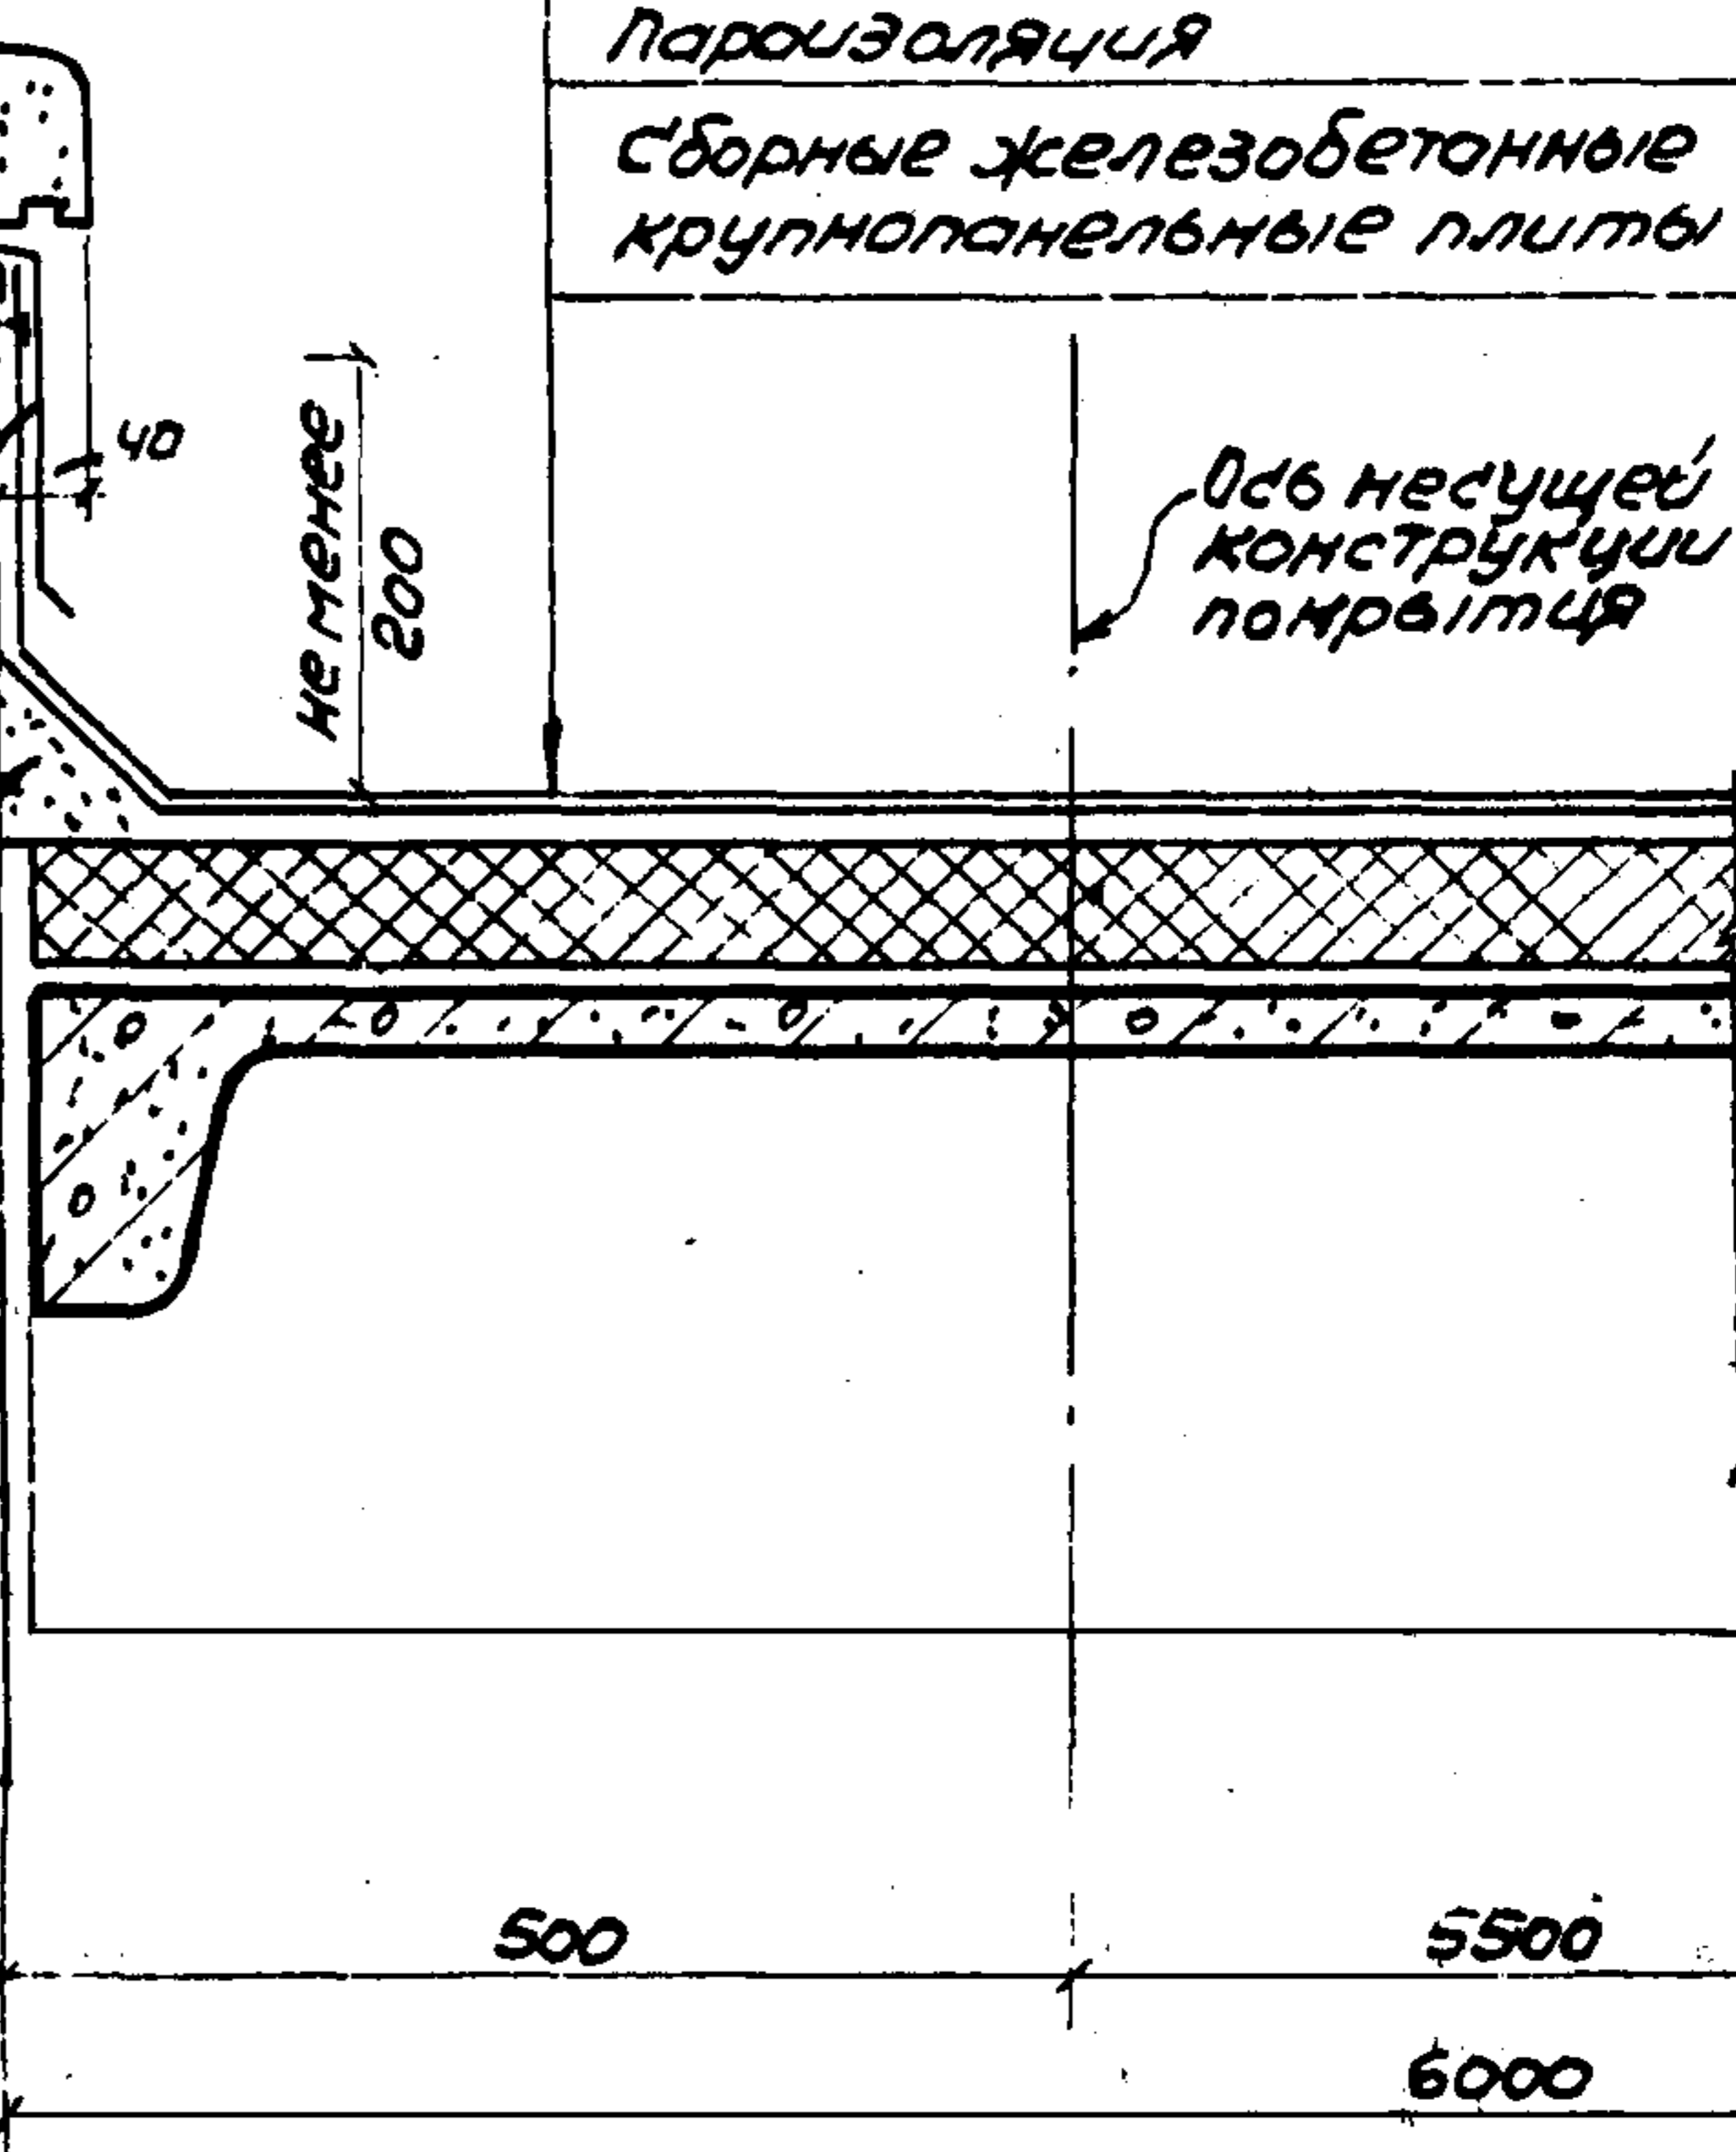 Пароизоляция
Сборные железобетонные
крупнопанельные плиты
40
не менее
200
Ось несущей
конструкции
покрытия
500
5500
6000